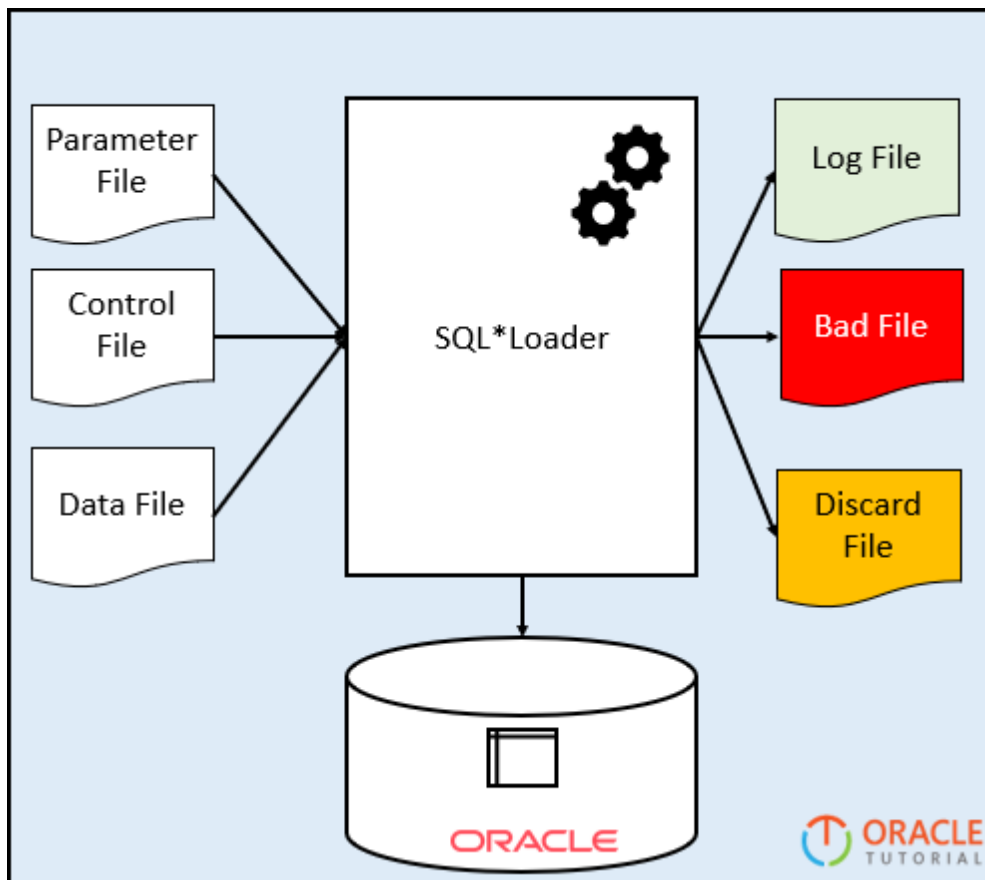 Parameter
File
Control
File
Data File
SQL*Loader
Log File
Bad File
Discard
File
ORACLE
ORACLE
TUTORIAL